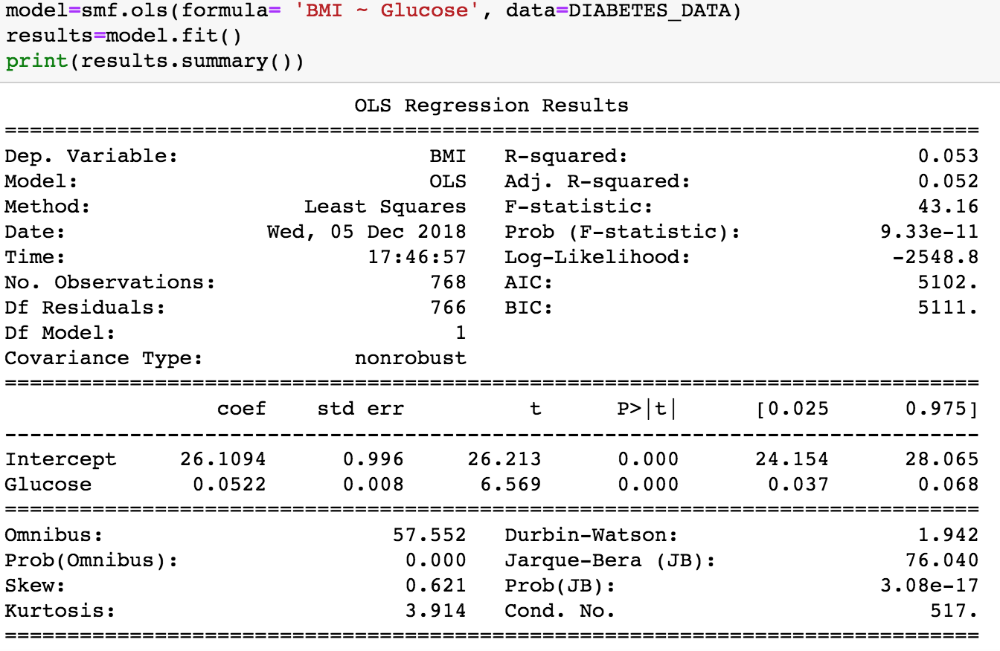 model=smf.ols(formula= 'BMI ~ Glucose', data=DIABETES_DATA)
results=model.fit()
print(results.summary())
OLS Regression Results
==============================================================================
Dep. Variable:                    BMI   R-squared:                       0.053
Model:                            OLS   Adj. R-squared:                  0.052
Method:                 Least Squares   F-statistic:                     43.16
Date:                Wed, 05 Dec 2018   Prob (F-statistic):           9.33e-11
Time:                        17:46:57   Log-Likelihood:                -2548.8
No. Observations:                 768   AIC:                             5102.
Df Residuals:                     766   BIC:                             5111.
Df Model:                           1
Covariance Type:            nonrobust
==============================================================================
                 coef    std err          t      P>|t|      [0.025      0.975]
------------------------------------------------------------------------------
Intercept     26.1094      0.996     26.213      0.000      24.154      28.065
Glucose        0.0522      0.008      6.569      0.000       0.037       0.068
==============================================================================
Omnibus:                       57.552   Durbin-Watson:                   1.942
Prob(Omnibus):                  0.000   Jarque-Bera (JB):               76.040
Skew:                           0.621   Prob(JB):                     3.08e-17
Kurtosis:                       3.914   Cond. No.                         517.
==============================================================================